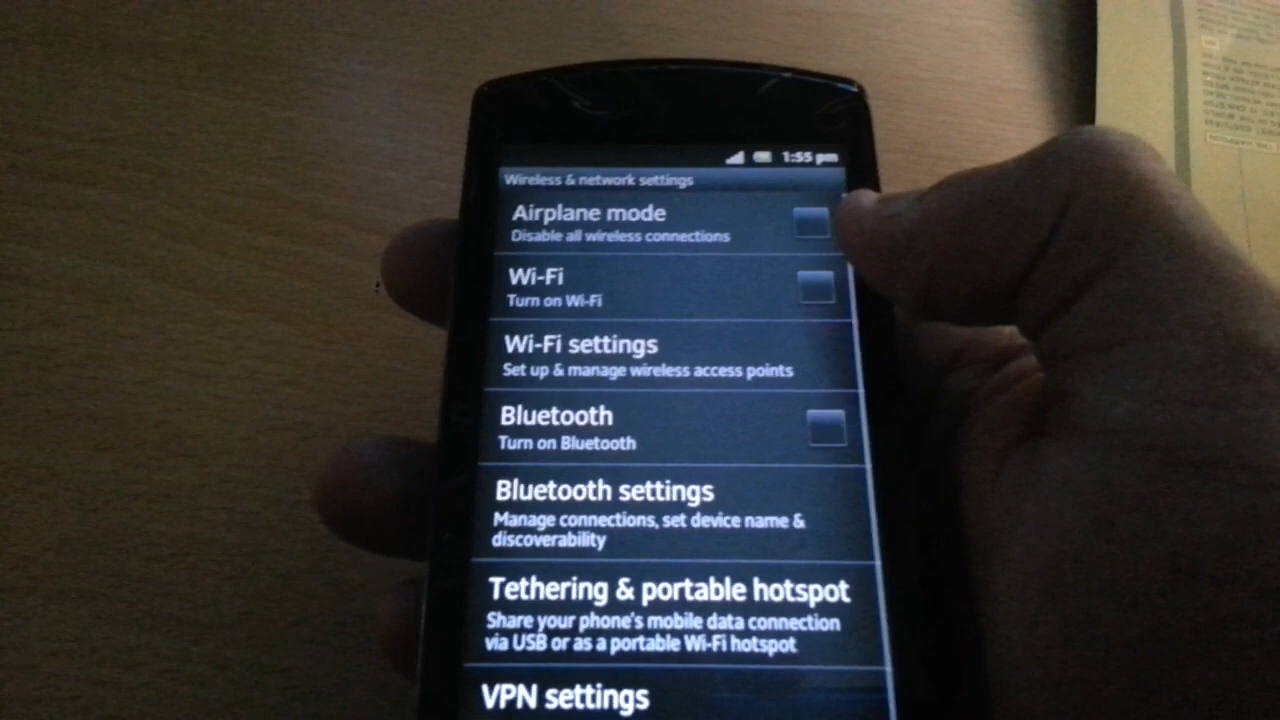 1:55 pm
Wireless & network settings
Airplane mode
Disable all wireless connections
Wi-Fi
Turn on Wi-Fi
Wi-Fi settings
Set up & manage wireless access points
Bluetooth
Turn on Bluetooth
Bluetooth settings
Manage connections, set device name &
discoverability
Tethering & portable hotspot
Share your phone's mobile data connection
via USB or as a portable Wi-Fi hotspot
VPN settings